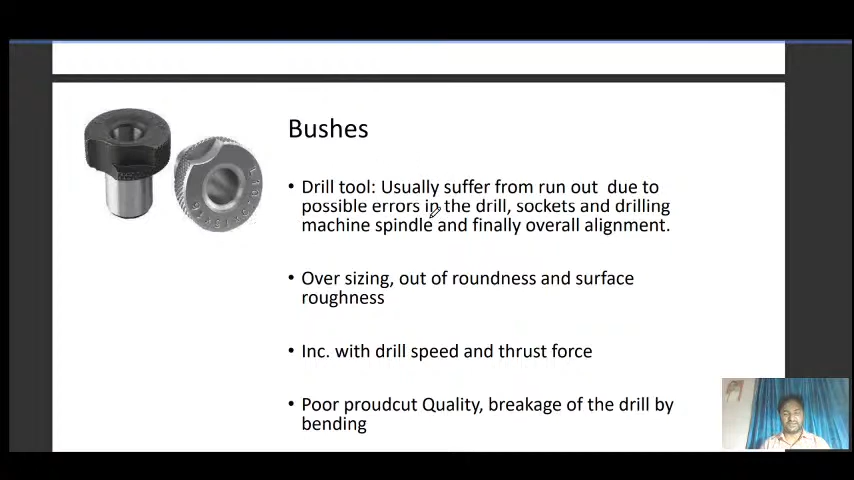 Bushes
• Drill tool: Usually suffer from run out due to
possible errors in the drill, sockets and drilling
machine spindle and finally overall alignment.
• Over sizing, out of roundness and surface
roughness
• Inc. with drill speed and thrust force
• Poor proudcut Quality, breakage of the drill by
bending